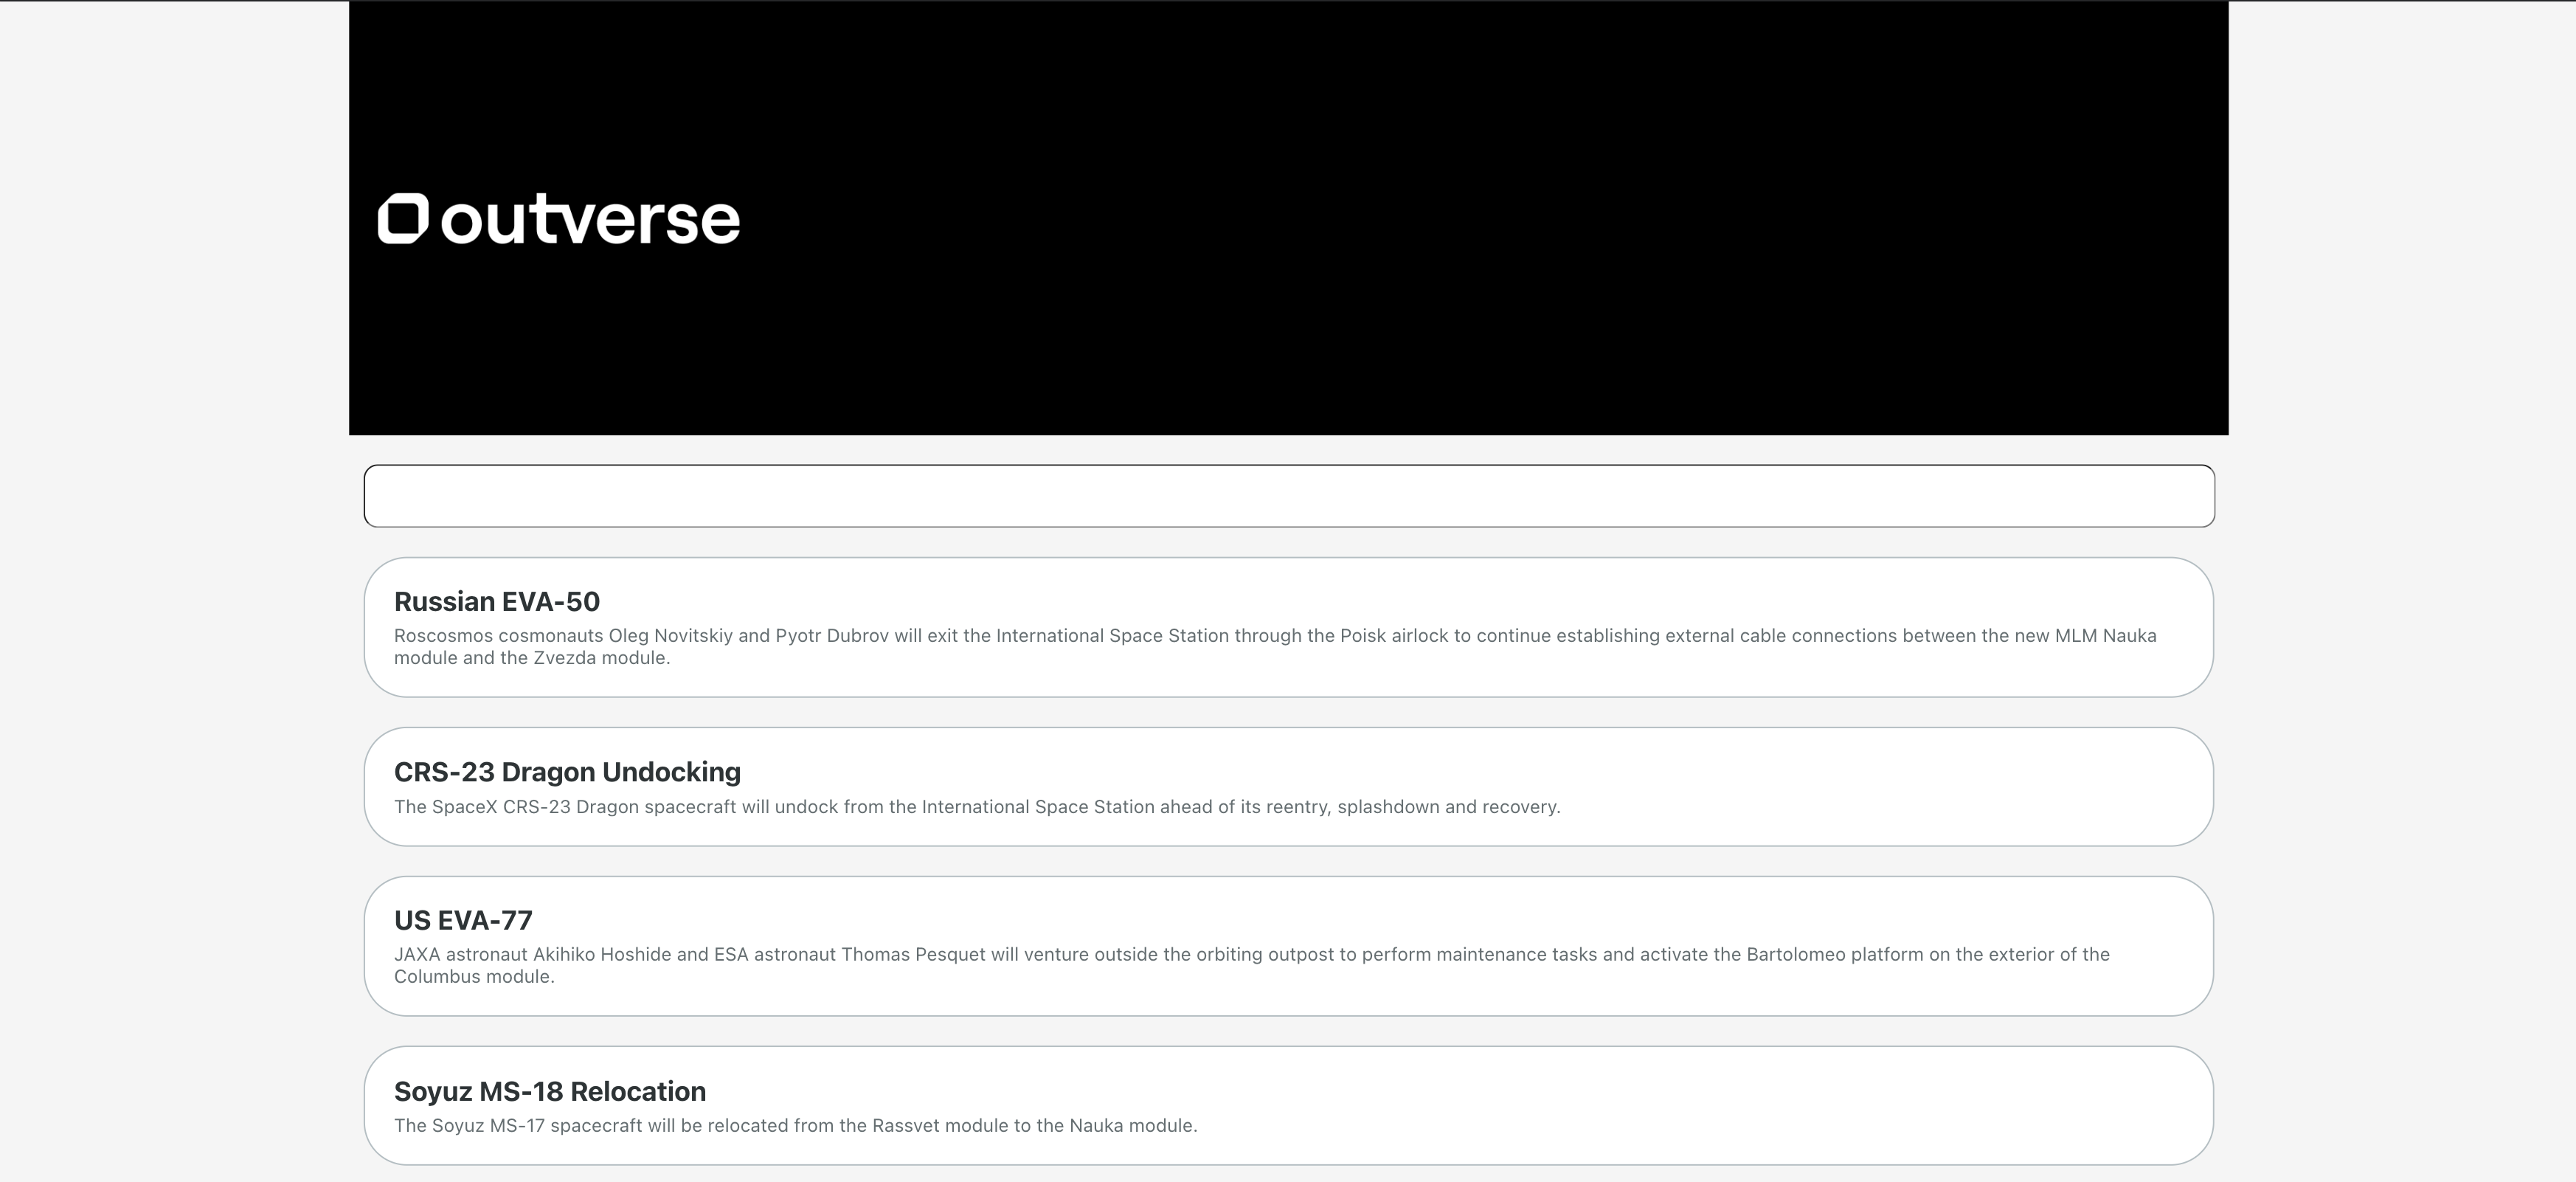 outverse
Russian EVA-50
Roscosmos cosmonauts Oleg Novitskiy and Pyotr Dubrov will exit the International Space Station through the Poisk airlock to continue establishing external cable connections between the new MLM Nauka
module and the Zvezda module.
CRS-23 Dragon Undocking
The SpaceX CRS-23 Dragon spacecraft will undock from the International Space Station ahead of its reentry, splashdown and recovery.
US EVA-77
JAXA astronaut Akihiko Hoshide and ESA astronaut Thomas Pesquet will venture outside the orbiting outpost to perform maintenance tasks and activate the Bartolomeo platform on the exterior of the
Columbus module.
Soyuz MS-18 Relocation
The Soyuz MS-17 spacecraft will be relocated from the Rassvet module to the Nauka module.